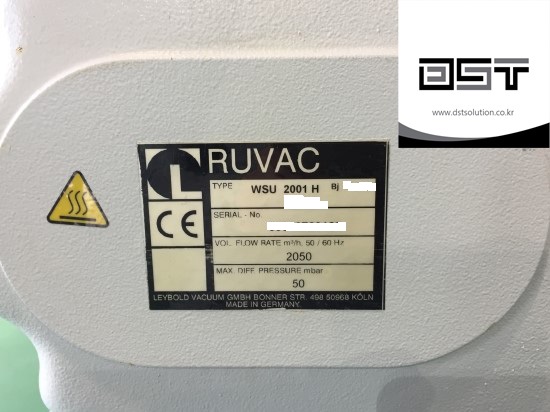 DST
www.dstsolution.co.kr
RUVAC
TYPE WSU 2001 H Bj
SERIAL - No
CE
VOL. FLOW RATE m³/h. 50 / 60 Hz
2050
MAX. DIFF. PRESSURE mbar
50
LEYBOLD VACUUM GMBH BONNER STR. 498 50968 KÖLN
MADE IN GERMANY.